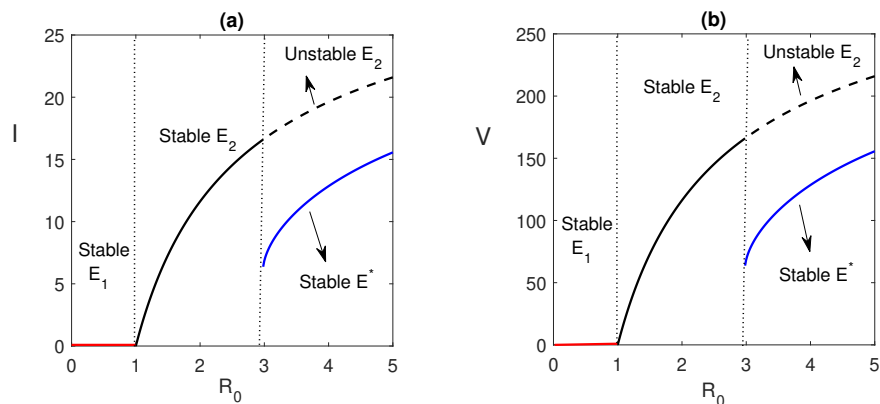 (a)
25
20
15
10
5
0
I
0 1 2 3 4 5
R₀
Stable
E₁
Stable E₂
Unstable E₂
Stable E*
(b)
250
200
150
100
50
0
V
0 1 2 3 4 5
R₀
Stable
E₁
Stable E₂
Unstable E₂
Stable E*